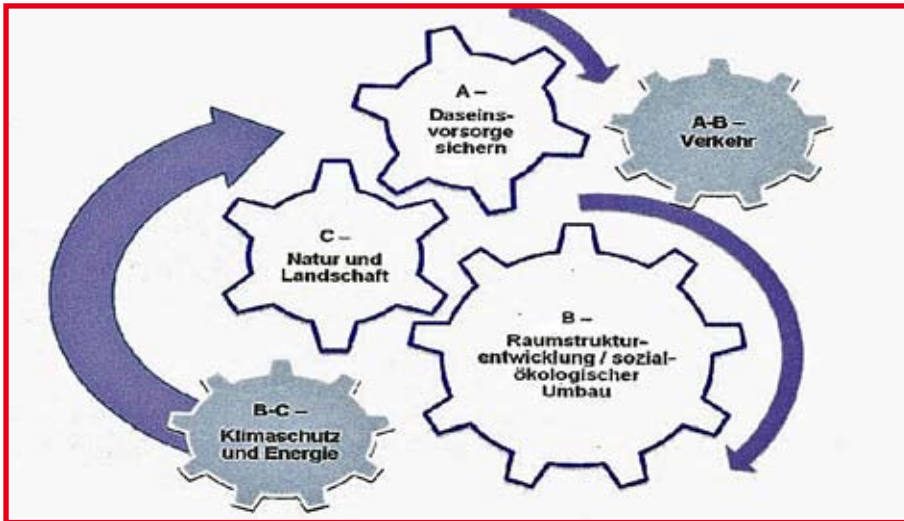 A –
Daseins-
vorsorge
sichern
A-B –
Verkehr
C –
Natur und
Landschaft
B –
Raumstruktur-
entwicklung / sozial-
ökologischer
Umbau
B-C –
Klimaschutz
und Energie